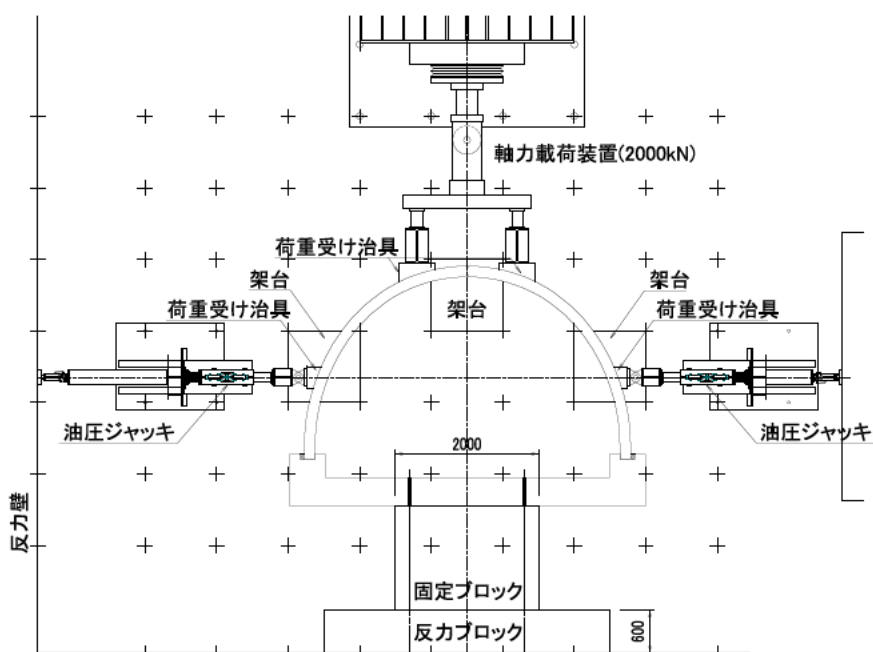 軸力載荷装置(2000kN)
荷重受け治具
架台
架台
荷重受け治具
架台
荷重受け治具
油圧ジャッキ
油圧ジャッキ
2000
反力壁
固定ブロック
反力ブロック
600